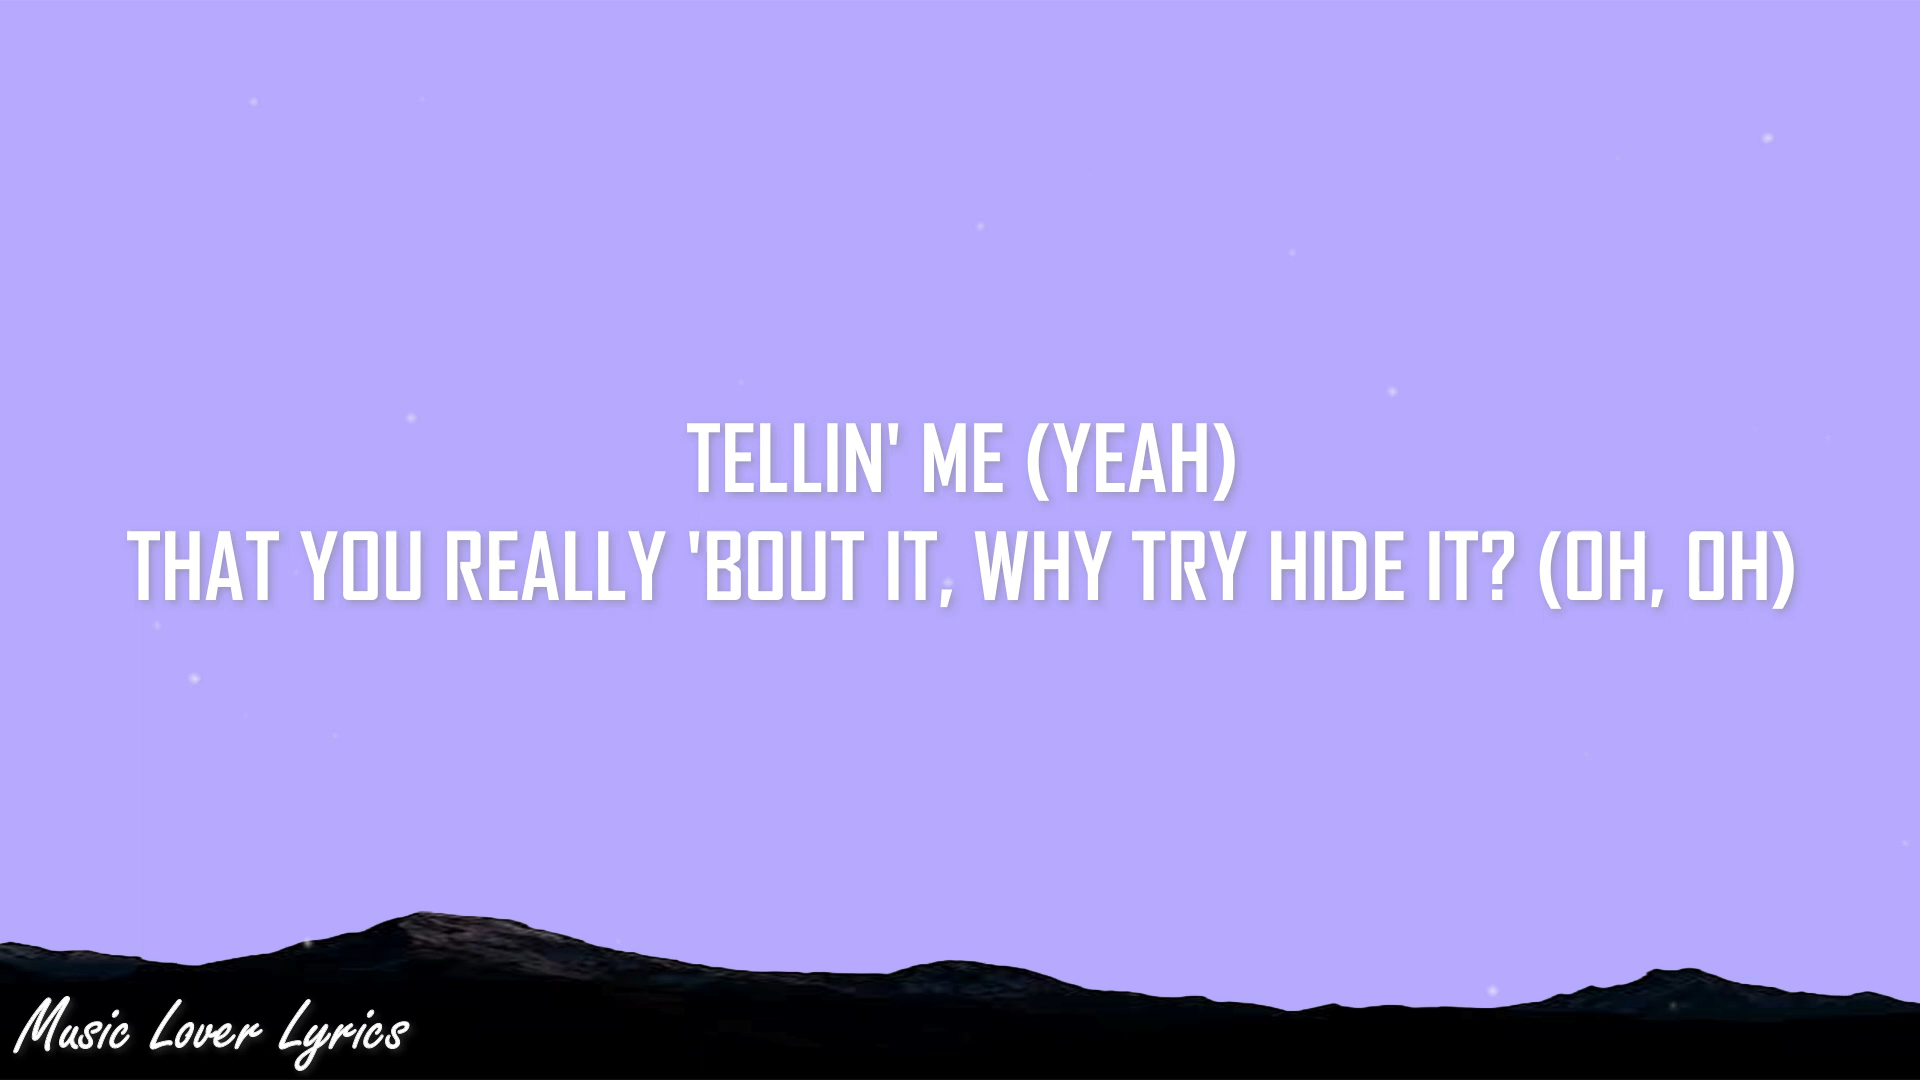 TELLIN' ME (YEAH)
THAT YOU REALLY 'BOUT IT, WHY TRY HIDE IT? (OH, OH)
Music Lover Lyrics